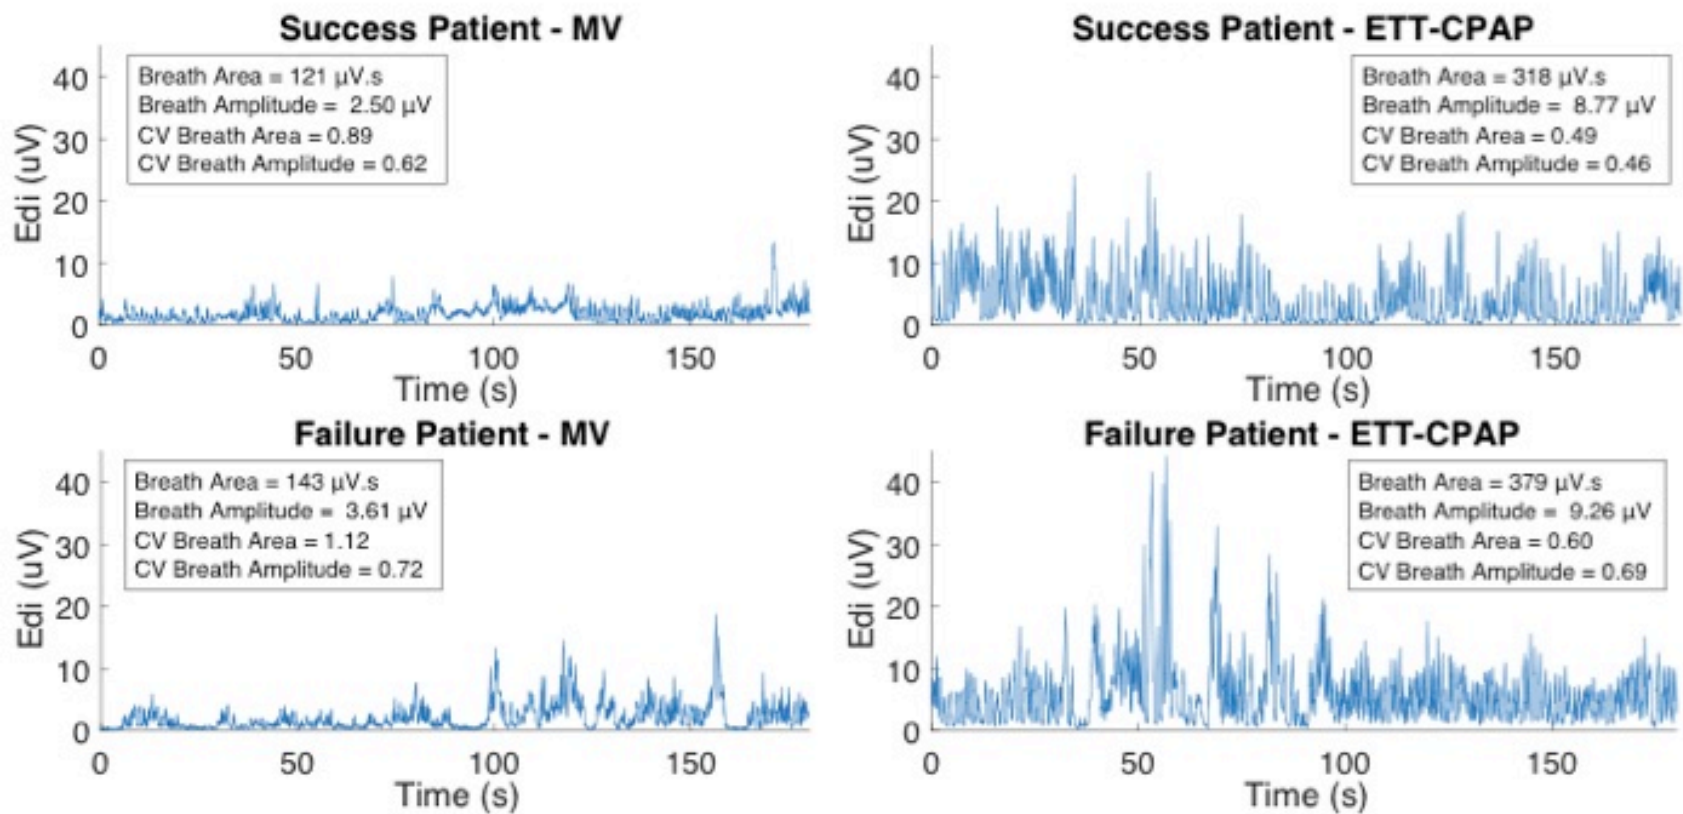 Success Patient - MV
Breath Area = 121 µV.s
Breath Amplitude =  2.50 µV
CV Breath Area = 0.89
CV Breath Amplitude = 0.62
Edi (uV)
40
30
20
10
0
0 50 100 150
Time (s)
Success Patient - ETT-CPAP
Breath Area = 318 µV.s
Breath Amplitude =  8.77 µV
CV Breath Area = 0.49
CV Breath Amplitude = 0.46
Edi (uV)
40
30
20
10
0
0 50 100 150
Time (s)
Failure Patient - MV
Breath Area = 143 µV.s
Breath Amplitude =  3.61 µV
CV Breath Area = 1.12
CV Breath Amplitude = 0.72
Edi (uV)
40
30
20
10
0
0 50 100 150
Time (s)
Failure Patient - ETT-CPAP
Breath Area = 379 µV.s
Breath Amplitude =  9.26 µV
CV Breath Area = 0.60
CV Breath Amplitude = 0.69
Edi (uV)
40
30
20
10
0
0 50 100 150
Time (s)